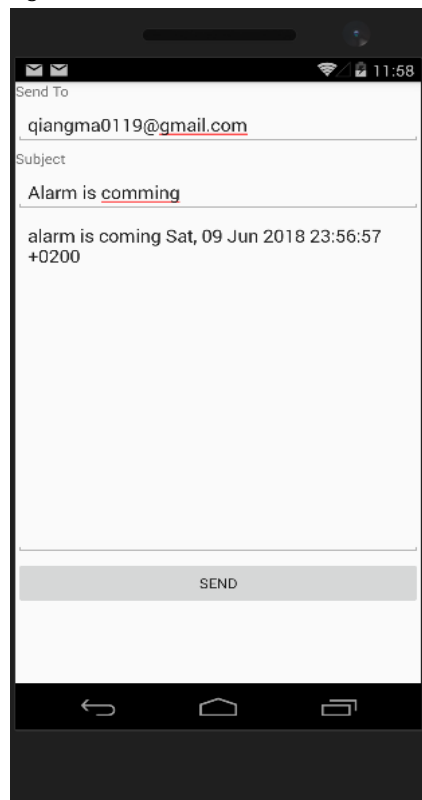 11:58
Send To
qiangma0119@gmail.com
Subject
Alarm is comming
alarm is coming Sat, 09 Jun 2018 23:56:57
+0200
SEND